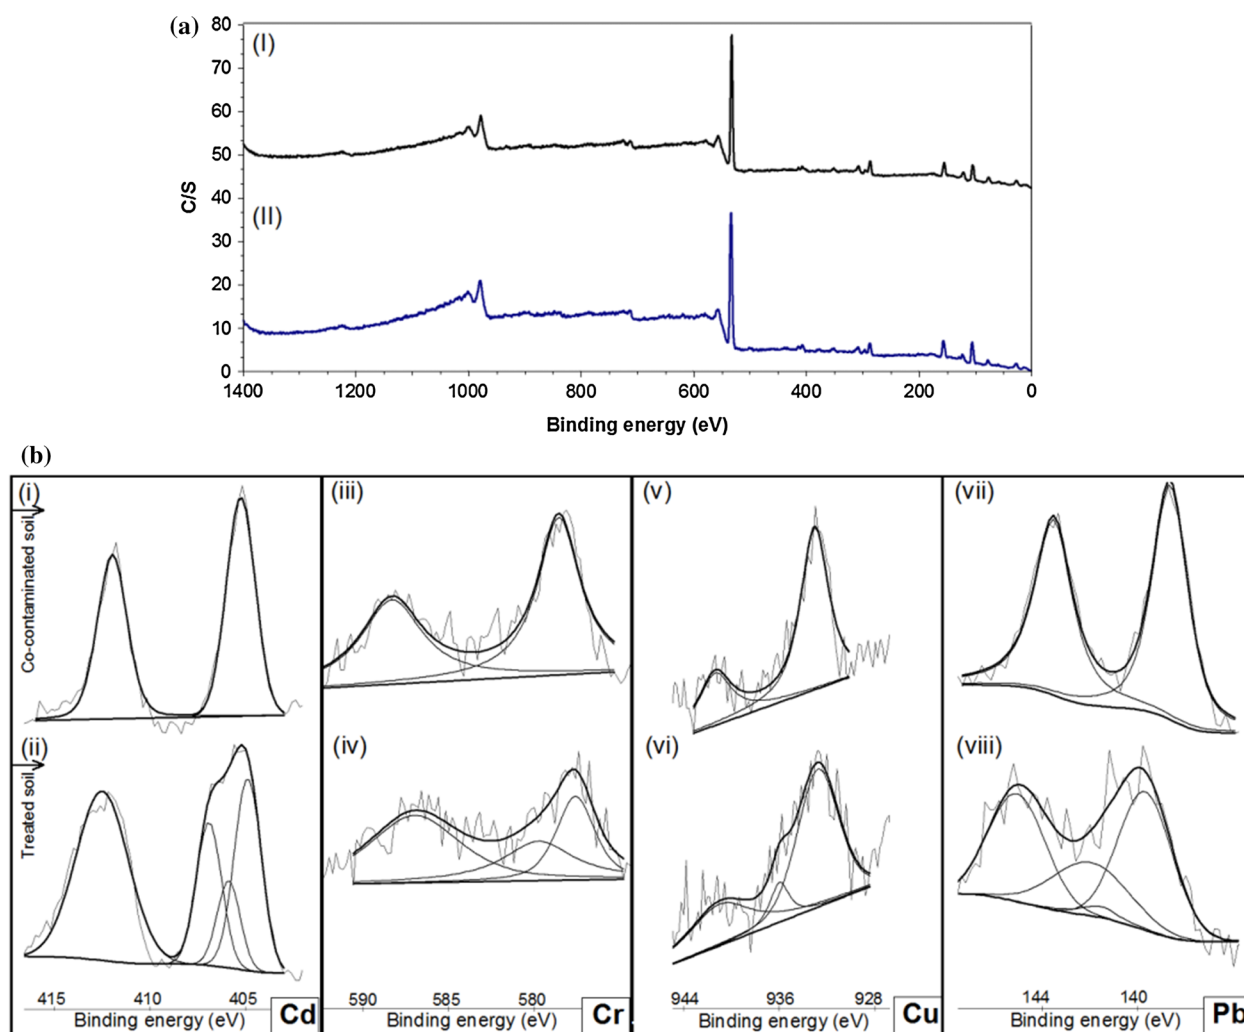 (a)
C/S
80
70
60
50
40
30
20
10
0
(I)
(II)
1400
1200
1000
800
600
400
200
0
Binding energy (eV)
(b)
Co-contaminated soil
Treated soil
(i)
(iii)
(v)
(vii)
(ii)
(iv)
(vi)
(viii)
415
410
405
Binding energy (eV)
Cd
590
585
580
Binding energy (eV)
Cr
944
936
928
Binding energy (eV)
Cu
144
140
Binding energy (eV)
Pb